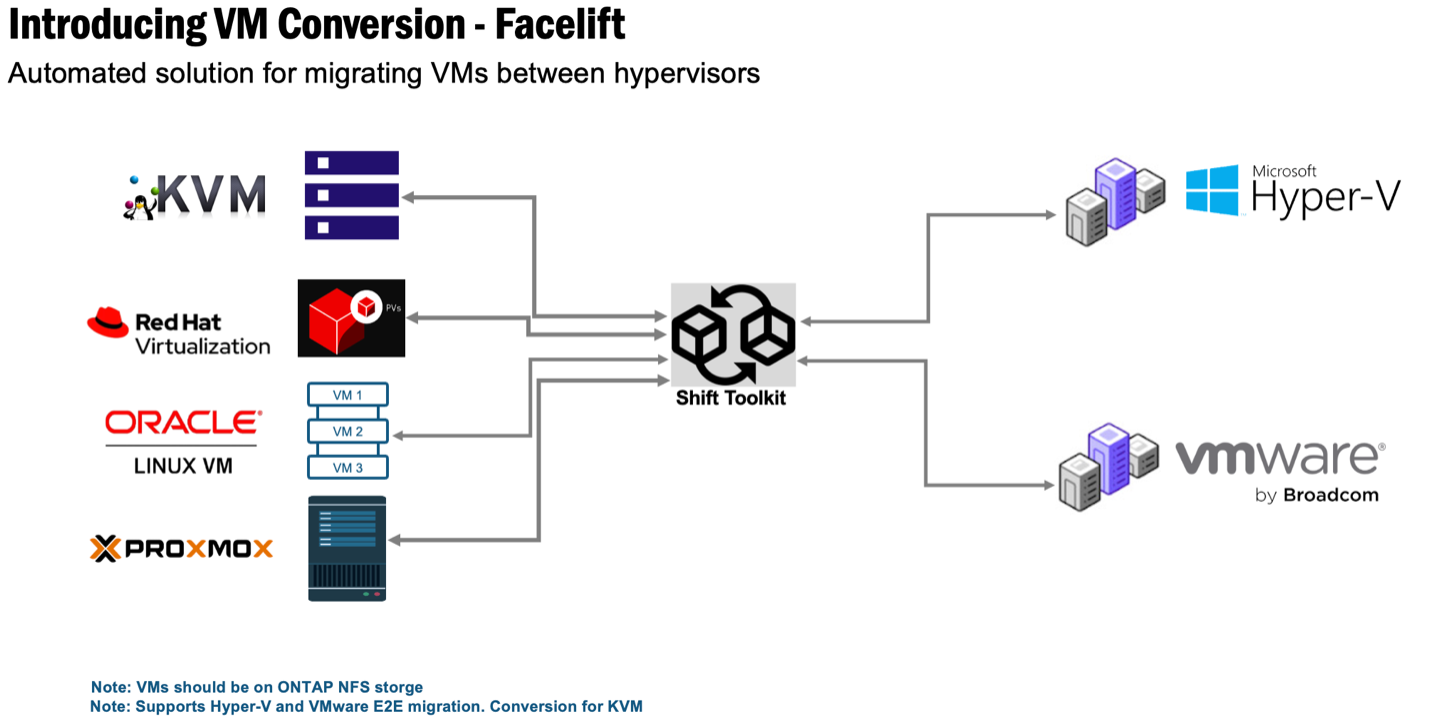 Introducing VM Conversion - Facelift
Automated solution for migrating VMs between hypervisors
KVM
Microsoft
Hyper-V
PVs
Red Hat
Virtualization
Shift Toolkit
VM 1
ORACLE®
VM 2
LINUX VM
VM 3
vmware®
by Broadcom
PROXMOX
Note: VMs should be on ONTAP NFS storge
Note: Supports Hyper-V and VMware E2E migration. Conversion for KVM